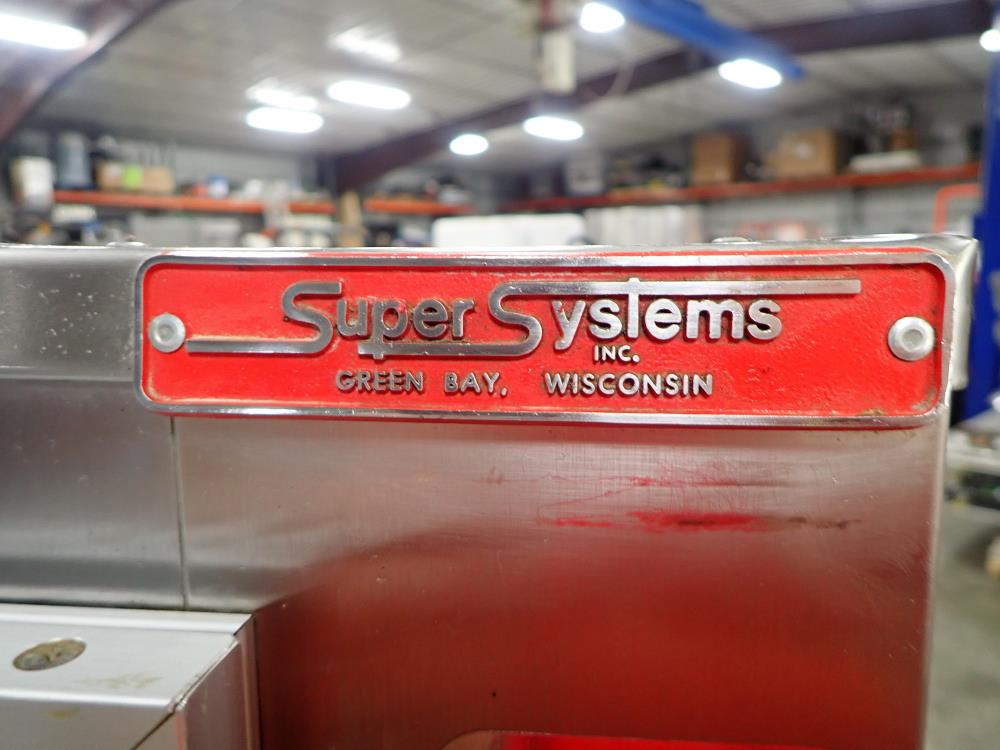 Super Systems
INC.
GREEN BAY, WISCONSIN